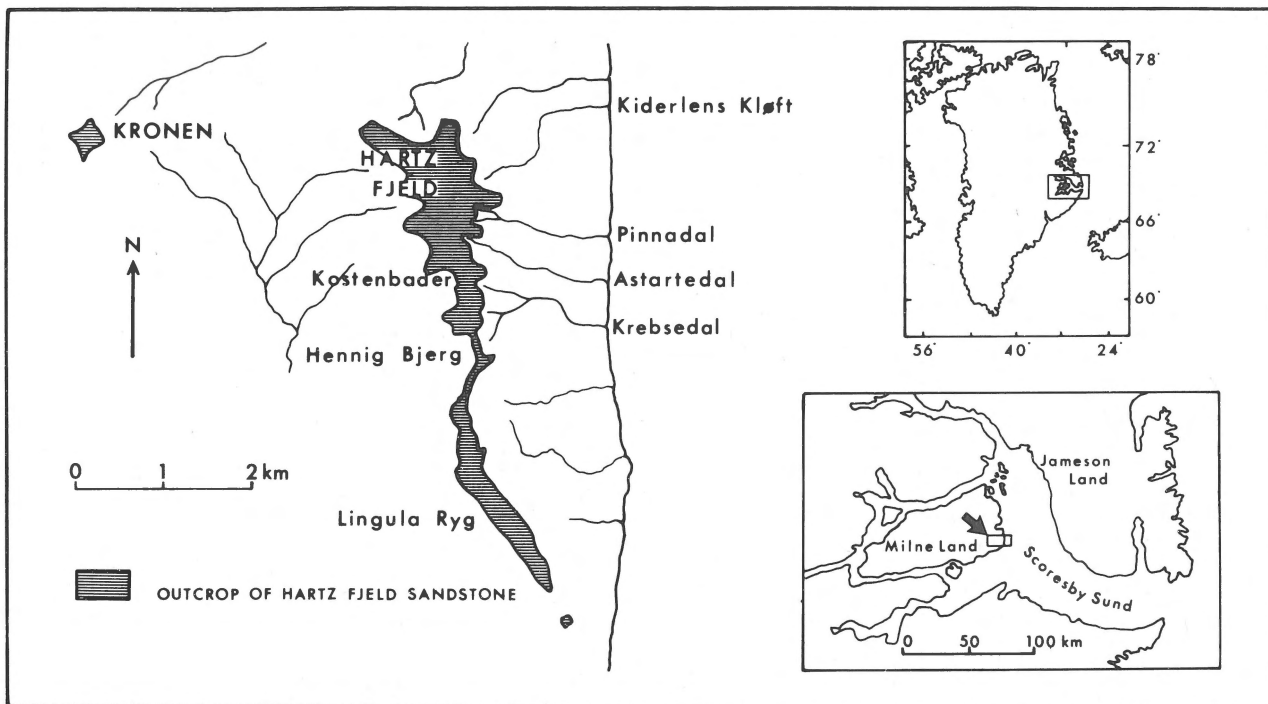 KRONEN
HARTZ
FJELD
Kiderlens Kløft
N
Pinnadal
Kostenbader
Astartedal
Krebsedal
Hennig Bjerg
0 1 2 km
Lingula Ryg
OUTCROP OF HARTZ FJELD SANDSTONE
78°
72°
66°
60°
56° 40° 24°
Jameson
Land
Milne Land
Scoresby Sund
0 50 100 km